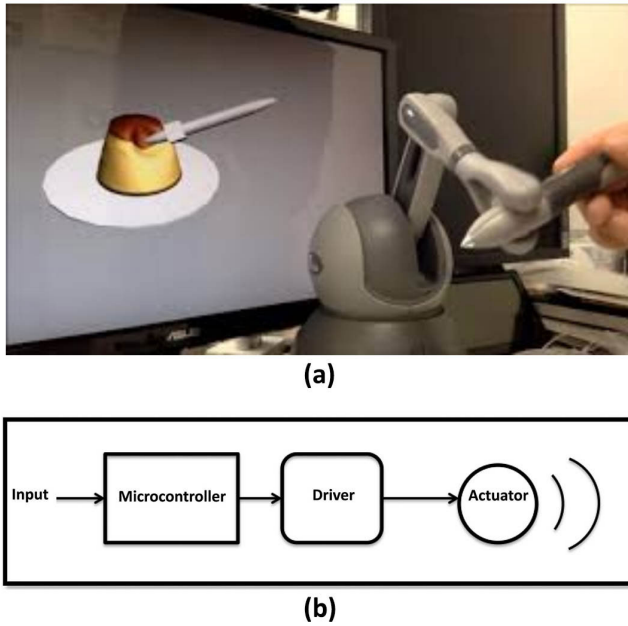 ASUS
(a)
Input
Microcontroller
Driver
Actuator
(b)